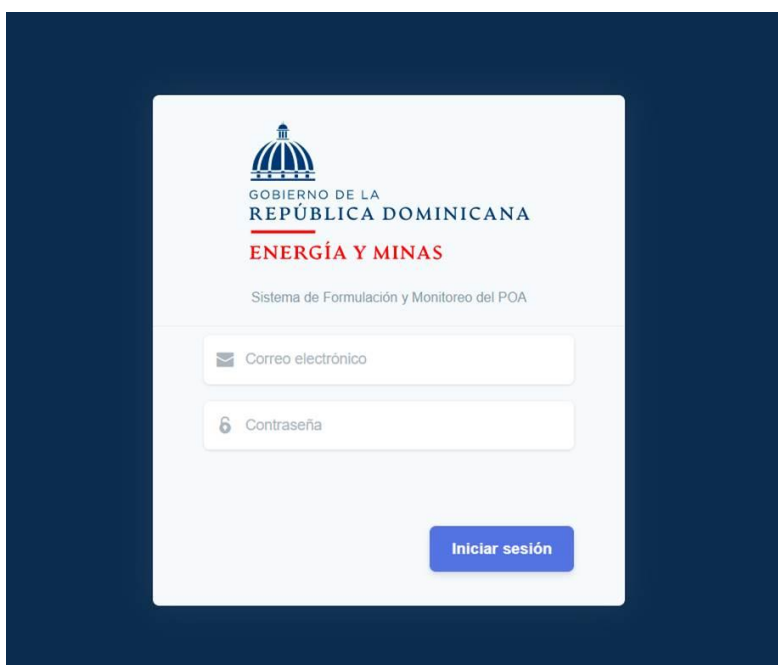 GOBIERNO DE LA
REPÚBLICA DOMINICANA
ENERGÍA Y MINAS
Sistema de Formulación y Monitoreo del POA
Correo electrónico
Contraseña
Iniciar sesión